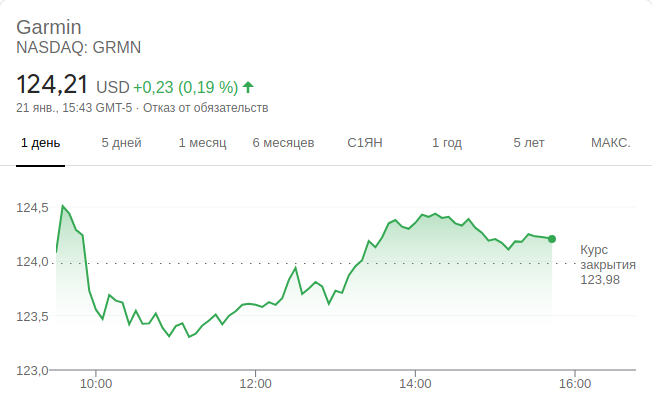 Garmin
NASDAQ: GRMN
124,21 USD +0,23 (0,19 %)
21 янв., 15:43 GMT-5 · Отказ от обязательств
1 день 5 дней 1 месяц 6 месяцев С1ЯН 1 год 5 лет МАКС.
124,5
124,0
123,5
123,0
Курс
закрытия
123,98
10:00 12:00 14:00 16:00